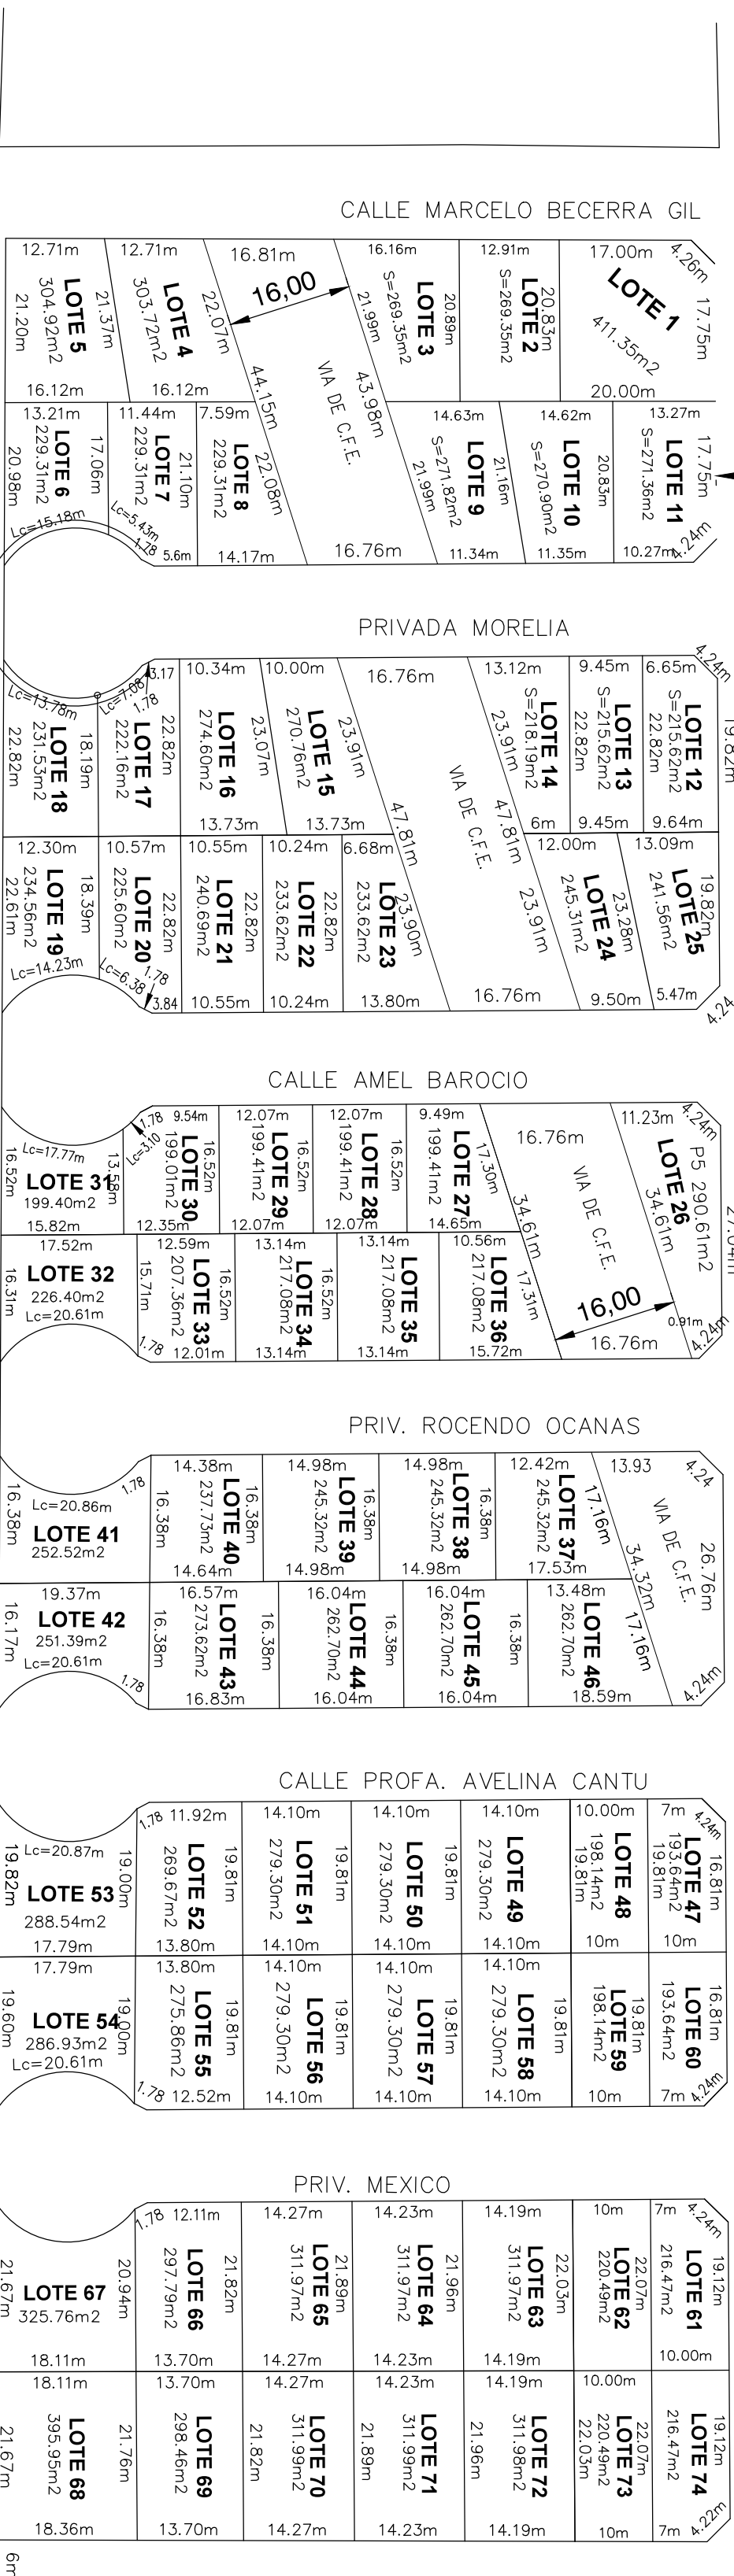 CALLE MARCELO BECERRA GIL
12.71m
12.71m
16.81m
16.16m
12.91m
17.00m
4.26m
LOTE 5
304.92m2
21.20m
21.37m
16.12m
LOTE 4
303.72m2
22.07m
16.12m
16,00
44.15m
VIA DE C.F.E.
43.98m
21.99m
LOTE 3
S=269.35m2
20.89m
LOTE 2
S=269.35m2
20.83m
LOTE 1
411.35m2
17.75m
20.00m
13.21m
LOTE 6
229.31m2
20.98m
17.06m
Lc=15.18m
11.44m
LOTE 7
229.31m2
21.10m
Lc=5.43m
1.78
5.6m
7.59m
LOTE 8
229.31m2
22.08m
14.17m
16.76m
14.63m
LOTE 9
S=271.82m2
21.99m
21.16m
11.34m
14.62m
LOTE 10
S=270.90m2
20.83m
11.35m
13.27m
LOTE 11
S=271.36m2
17.75m
10.27m
4.24m
PRIVADA MORELIA
Lc=13.78m
LOTE 18
231.53m2
22.82m
18.19m
Lc=7.08
3.17
1.78
LOTE 17
222.16m2
22.82m
10.34m
LOTE 16
274.60m2
23.07m
13.73m
10.00m
LOTE 15
270.76m2
23.91m
13.73m
16.76m
47.81m
VIA DE C.F.E.
47.81m
13.12m
LOTE 14
S=218.19m2
23.91m
6m
9.45m
LOTE 13
S=215.62m2
22.82m
9.45m
6.65m
LOTE 12
S=215.62m2
22.82m
9.64m
4.24m
19.82m
12.30m
LOTE 19
234.56m2
22.61m
18.39m
Lc=14.23m
10.57m
LOTE 20
225.60m2
22.82m
Lc=6.38
1.78
3.84
10.55m
LOTE 21
240.69m2
22.82m
10.55m
10.24m
LOTE 22
233.62m2
22.82m
10.24m
6.68m
LOTE 23
233.62m2
23.90m
13.80m
16.76m
23.91m
12.00m
LOTE 24
245.31m2
23.28m
9.50m
13.09m
LOTE 25
241.56m2
19.82m
5.47m
4.24
CALLE AMEL BAROCIO
Lc=17.77m
16.52m
LOTE 31
199.40m2
13.58m
15.82m
1.78
Lc=3.10
9.54m
LOTE 30
199.01m2
16.52m
12.35m
12.07m
LOTE 29
199.41m2
16.52m
12.07m
12.07m
LOTE 28
199.41m2
16.52m
12.07m
9.49m
LOTE 27
199.41m2
17.30m
14.65m
16.76m
34.61m
VIA DE C.F.E.
11.23m
4.24m
LOTE 26
P5 290.61m2
34.61m
27.04m
17.52m
LOTE 32
226.40m2
Lc=20.61m
16.31m
15.71m
1.78
12.59m
LOTE 33
207.36m2
16.52m
12.01m
13.14m
LOTE 34
217.08m2
16.52m
13.14m
13.14m
LOTE 35
217.08m2
13.14m
10.56m
LOTE 36
217.08m2
17.31m
15.72m
16,00
16.76m
0.91m
4.24m
PRIV. ROCENDO OCANAS
16.38m
Lc=20.86m
LOTE 41
252.52m2
1.78
14.38m
16.38m
LOTE 40
237.73m2
16.38m
14.64m
14.98m
LOTE 39
245.32m2
16.38m
14.98m
14.98m
LOTE 38
245.32m2
16.38m
14.98m
12.42m
LOTE 37
245.32m2
17.16m
17.53m
13.93
4.24
VIA DE C.F.E.
34.32m
26.76m
19.37m
LOTE 42
251.39m2
Lc=20.61m
16.17m
1.78
16.57m
16.38m
LOTE 43
273.62m2
16.38m
16.83m
16.04m
LOTE 44
262.70m2
16.38m
16.04m
16.04m
LOTE 45
262.70m2
16.38m
16.04m
13.48m
LOTE 46
262.70m2
17.16m
18.59m
4.24m
CALLE PROFA. AVELINA CANTU
Lc=20.87m
19.82m
LOTE 53
288.54m2
19.00m
17.79m
1.78
11.92m
LOTE 52
269.67m2
19.81m
13.80m
14.10m
LOTE 51
279.30m2
19.81m
14.10m
14.10m
LOTE 50
279.30m2
19.81m
14.10m
14.10m
LOTE 49
279.30m2
14.10m
10.00m
LOTE 48
198.14m2
19.81m
10m
7m
4.24m
LOTE 47
193.64m2
19.81m
16.81m
10m
17.79m
19.60m
LOTE 54
286.93m2
Lc=20.61m
19.00m
1.78
13.80m
LOTE 55
275.86m2
19.81m
12.52m
14.10m
LOTE 56
279.30m2
19.81m
14.10m
14.10m
LOTE 57
279.30m2
19.81m
14.10m
14.10m
LOTE 58
279.30m2
19.81m
14.10m
LOTE 59
198.14m2
19.81m
10m
LOTE 60
193.64m2
16.81m
7m
4.24m
PRIV. MEXICO
21.67m
LOTE 67
325.76m2
20.94m
18.11m
1.78
12.11m
LOTE 66
297.79m2
21.82m
13.70m
14.27m
LOTE 65
311.97m2
21.89m
14.27m
14.23m
LOTE 64
311.97m2
21.96m
14.23m
14.19m
LOTE 63
311.97m2
22.03m
14.19m
10m
LOTE 62
220.49m2
22.07m
7m
4.24m
LOTE 61
216.47m2
19.12m
10.00m
18.11m
21.67m
LOTE 68
395.95m2
21.76m
18.36m
13.70m
LOTE 69
298.46m2
13.70m
14.27m
21.82m
LOTE 70
311.99m2
14.27m
14.23m
21.89m
LOTE 71
311.99m2
14.23m
14.19m
21.96m
LOTE 72
311.98m2
14.19m
10.00m
LOTE 73
220.49m2
22.03m
22.07m
10m
LOTE 74
216.47m2
19.12m
7m
4.22m
6m